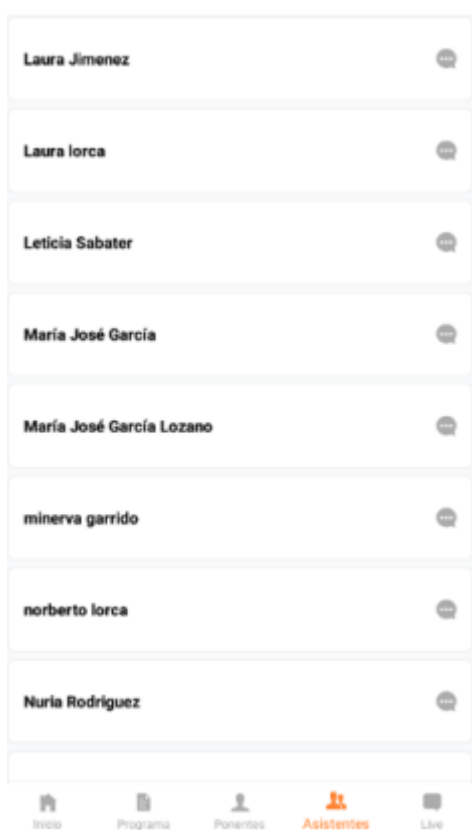 Laura Jimenez
Laura lorca
Leticia Sabater
María José García
María José García Lozano
minerva garrido
norberto lorca
Nuria Rodriguez
Inicio Programa Ponentes Asistentes Live